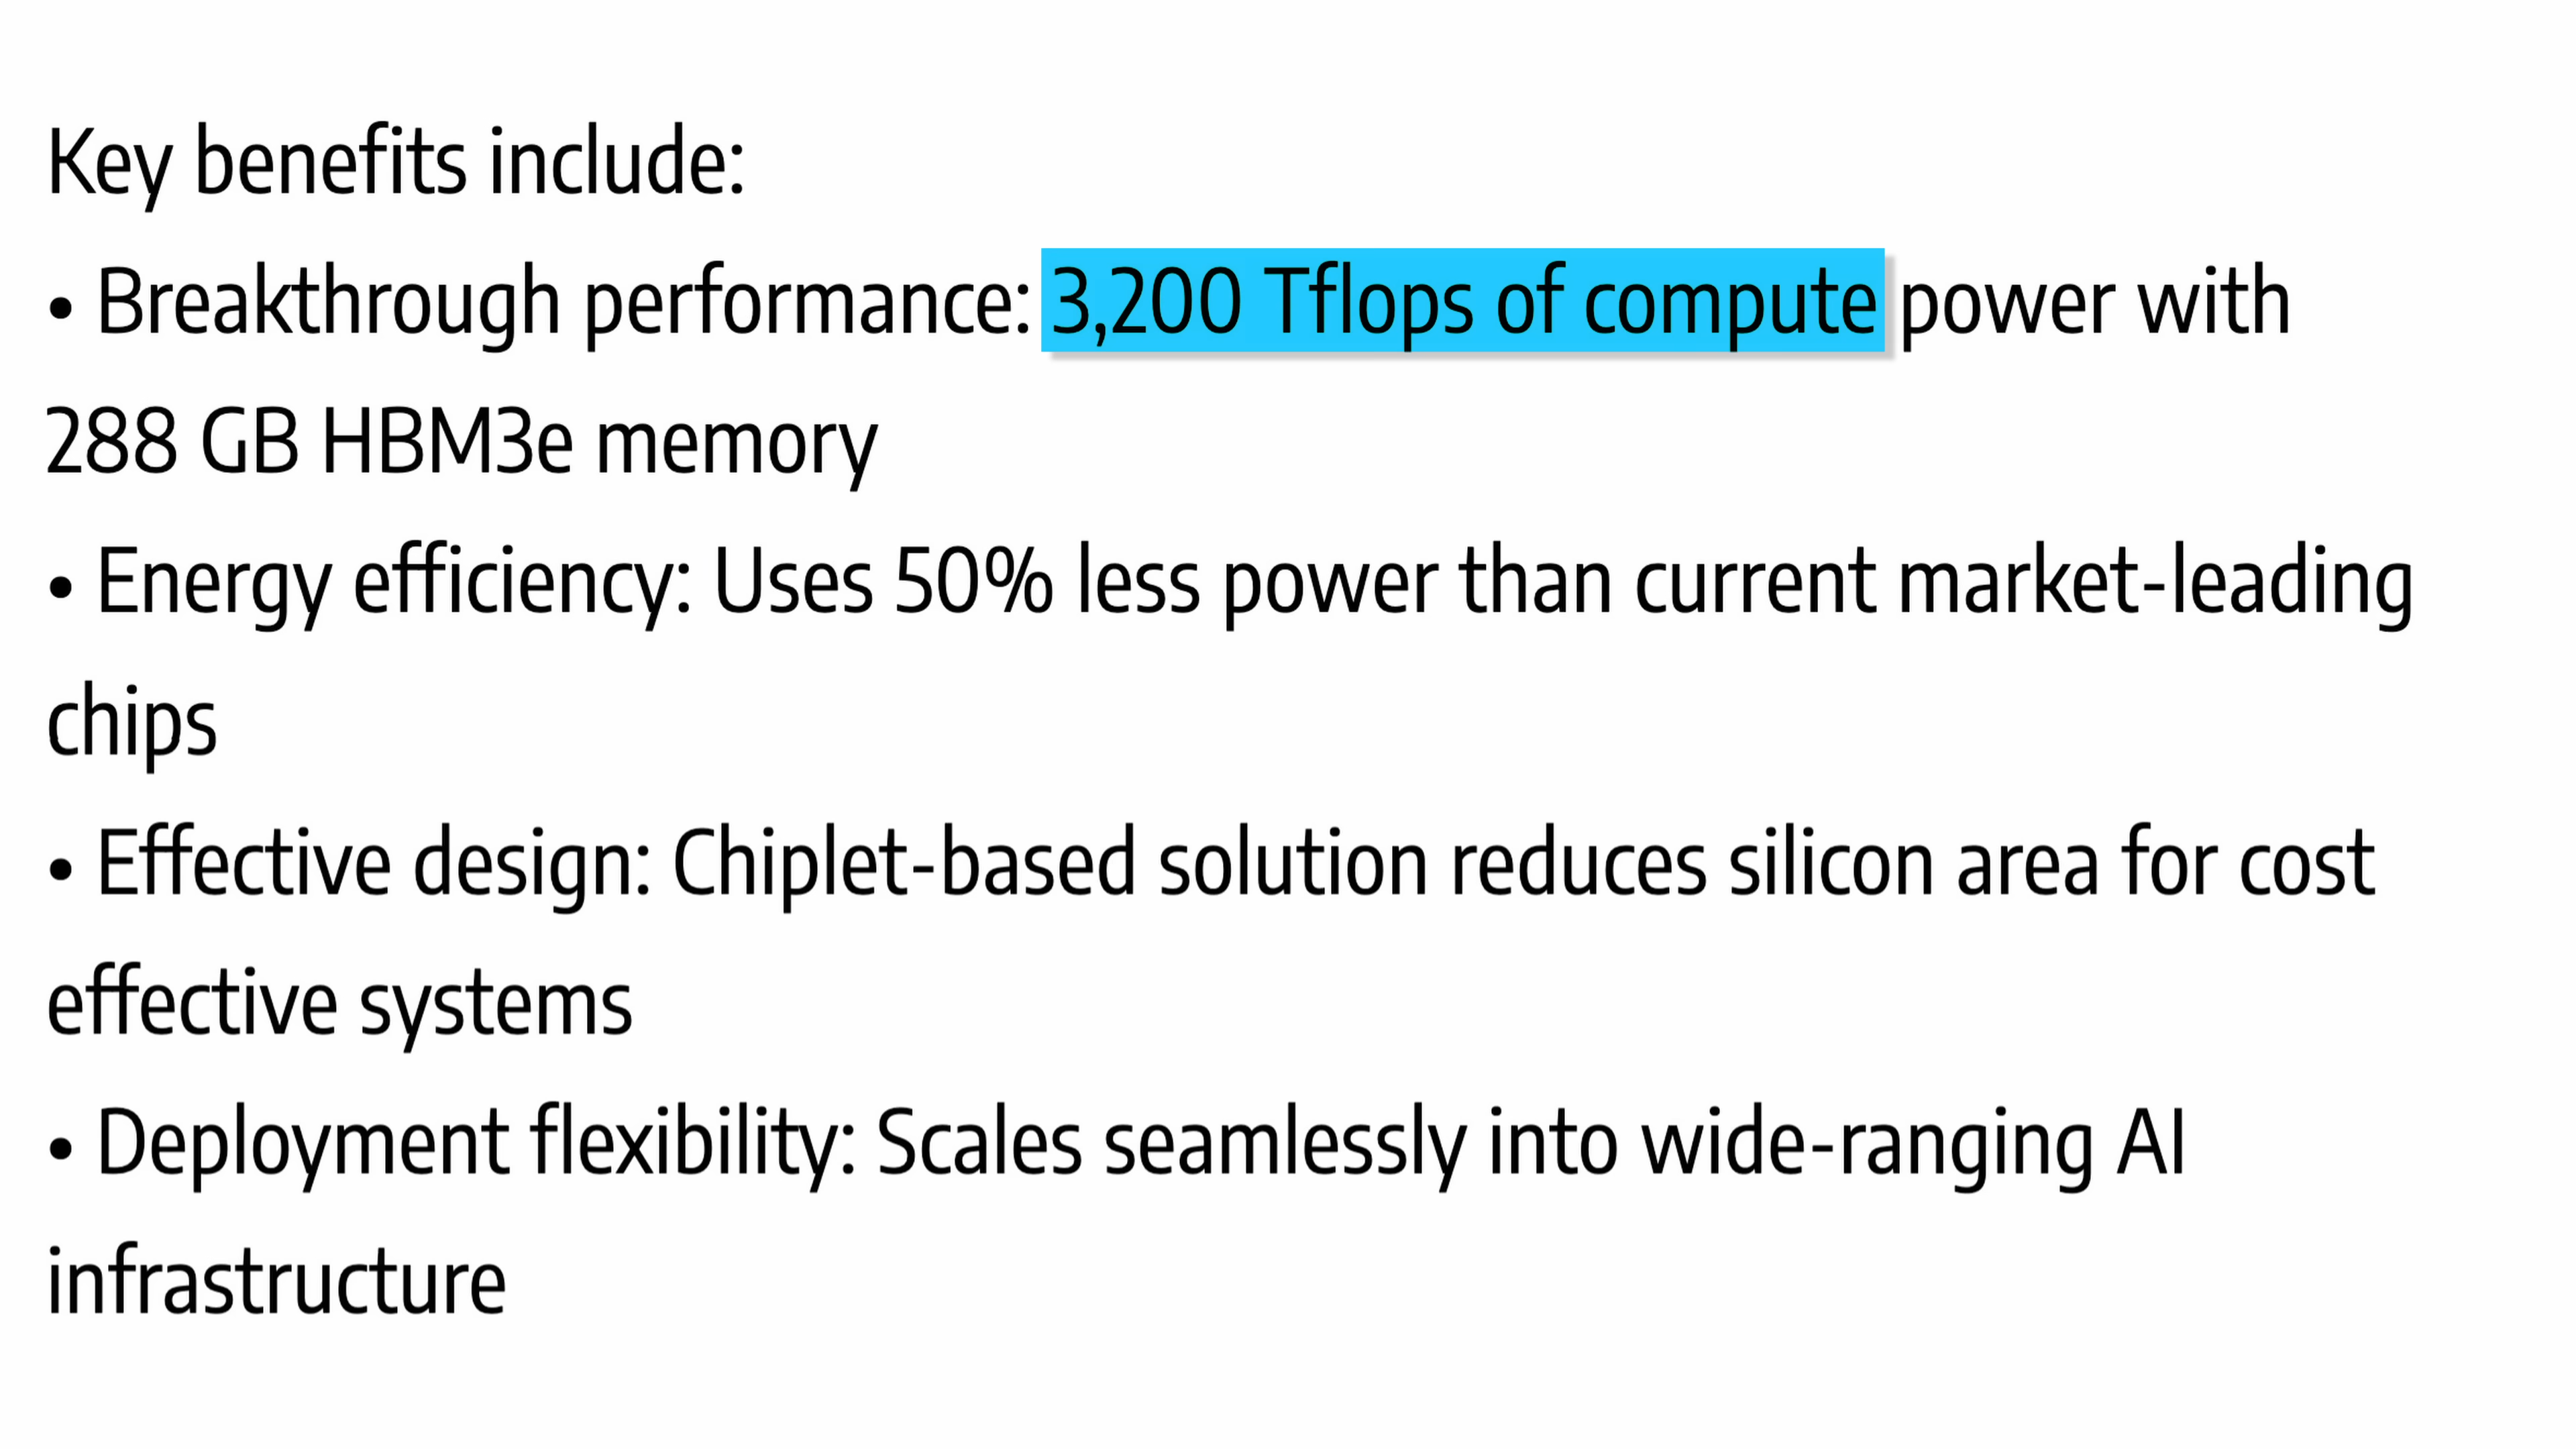 Key benefits include:
• Breakthrough performance: 3,200 Tflops of compute power with
288 GB HBM3e memory
• Energy efficiency: Uses 50% less power than current market-leading
chips
• Effective design: Chiplet-based solution reduces silicon area for cost
effective systems
• Deployment flexibility: Scales seamlessly into wide-ranging AI
infrastructure